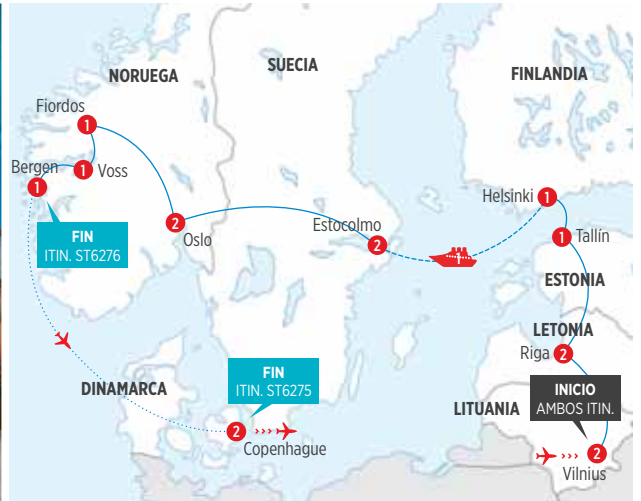 NORUEGA
SUECIA
FINLANDIA
Fiordos
1
Bergen
1
1
Voss
FIN
ITIN. ST6276
2
Oslo
Estocolmo
2
1
Helsinki
1
1
Tallín
ESTONIA
LETONIA
Riga
2
DINAMARCA
FIN
ITIN. ST6275
2
Copenhague
LITUANIA
INICIO
AMBOS ITIN.
2
Vilnius